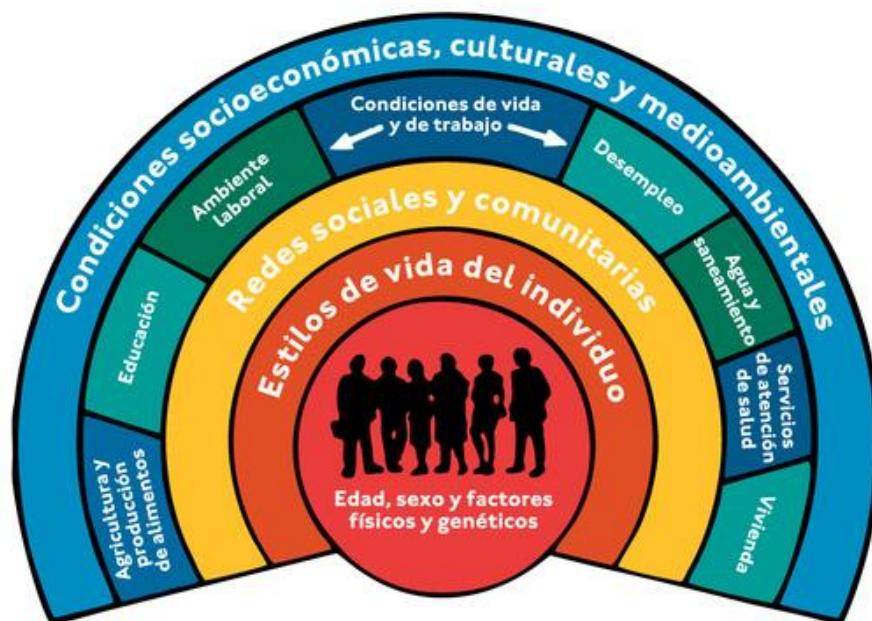 Condiciones socioeconómicas, culturales y medioambientales
Condiciones de vida
y de trabajo
Agricultura y
producción
de alimentos
Educación
Ambiente
laboral
Desempleo
Agua y
saneamiento
Servicios
de atención
de salud
Vivienda
Redes sociales y comunitarias
Estilos de vida del individuo
Edad, sexo y factores
físicos y genéticos